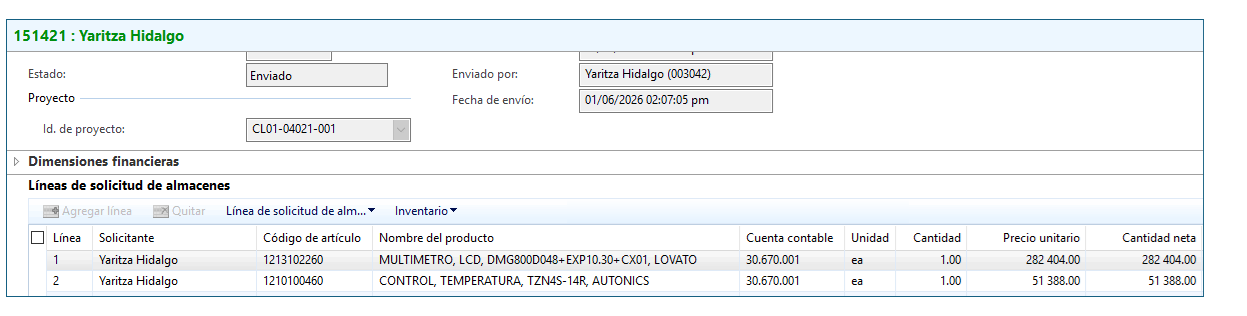 151421 : Yaritza Hidalgo
Estado: Enviado Enviado por: Yaritza Hidalgo (003042)
Proyecto Fecha de envío: 01/06/2026 02:07:05 pm
Id. de proyecto: CL01-04021-001
Dimensiones financieras
Líneas de solicitud de almacenes
Agregar línea Quitar Línea de solicitud de alm... Inventario
Línea Solicitante Código de artículo Nombre del producto Cuenta contable Unidad Cantidad Precio unitario Cantidad neta
1 Yaritza Hidalgo 1213102260 MULTIMETRO, LCD, DMG800D048+EXP10.30+CX01, LOVATO 30.670.001 ea 1.00 282 404.00 282 404.00
2 Yaritza Hidalgo 1210100460 CONTROL, TEMPERATURA, TZN4S-14R, AUTONICS 30.670.001 ea 1.00 51 388.00 51 388.00